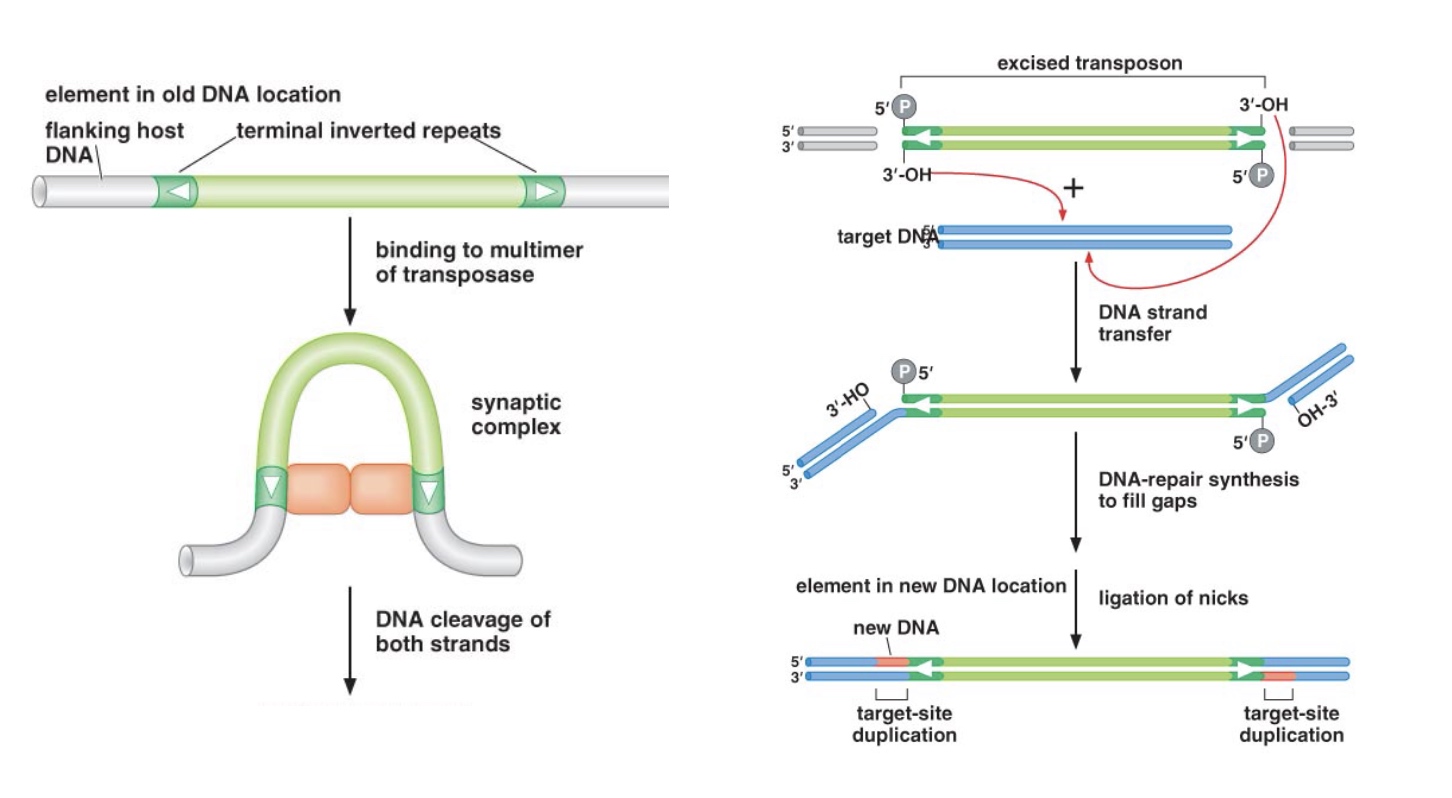 element in old DNA location
flanking host
DNA
terminal inverted repeats
binding to multimer
of transposase
synaptic
complex
DNA cleavage of
both strands
excised transposon
5′ P
3′-OH
5′
3′
3′-OH
5′ P
+
target DNA
5′
3′
DNA strand
transfer
P 5′
3′-HO
OH-3′
5′ P
5′
3′
DNA-repair synthesis
to fill gaps
element in new DNA location
ligation of nicks
new DNA
5′
3′
target-site
duplication
target-site
duplication